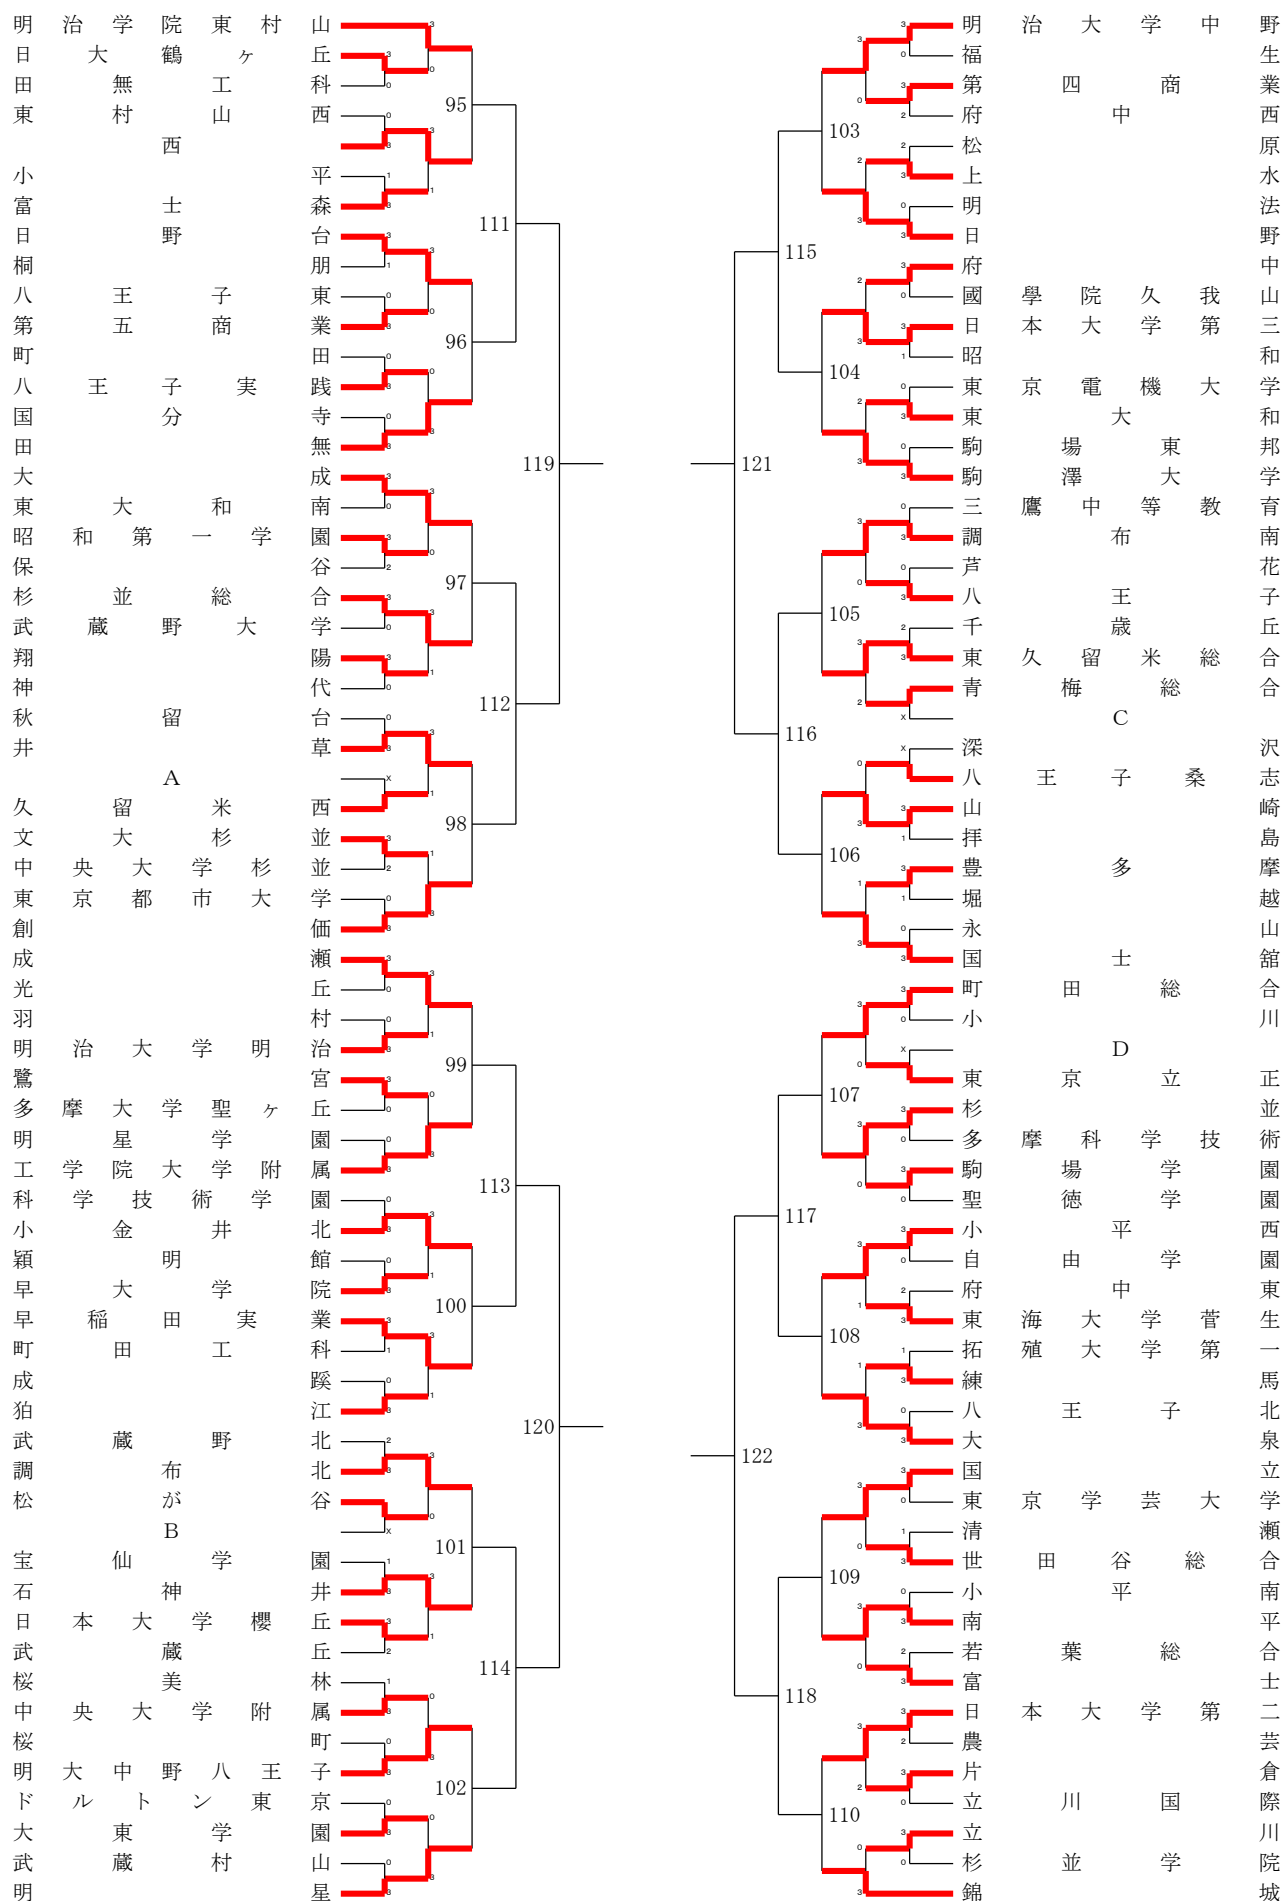 明治学院東村山
日大鶴ヶ丘
田無工科
東村山西
西
小平
富士森
日野台
桐朋
八王子東
第五商業
町田
八王子実践
国分寺
田無
大成
東大和南
昭和第一学園
保谷
杉並総合
武蔵野大学
翔陽
神代
秋留台
井草
A
久留米西
文大杉並
中央大学杉並
東京都市大学
創価
成瀬
光丘
羽村
明治大学明治
鷺宮
多摩大学聖ヶ丘
明星学園
工学院大学附属
科学技術学園
小金井北
穎明館
早大学院
早稲田実業
町田工科
成蹊
狛江
武蔵野北
調布北
松が谷
B
宝仙学園
石神井
日本大学櫻丘
武蔵丘
桜美林
中央大学附属
桜町
明大中野八王子
ドルトン東京
大東学園
武蔵村山
明星
95
96
97
98
99
100
101
102
111
112
113
114
119
120
121
122
115
116
117
118
103
104
105
106
107
108
109
110
明治大学中野
福生
第四商業
府中西
松原
上水
明法
日野
府中
國學院久我山
日本大学第三
昭和
東京電機大学
東大和
駒場東邦
駒澤大学
三鷹中等教育
調布南
芦花
八王子
千歳丘
東久留米総合
青梅総合
C
深沢
八王子桑志
山崎
拝島
豊多摩
堀越
永山
国士舘
町田総合
小川
D
東京立正
杉並
多摩科学技術
駒場学園
聖徳学園
小平西
自由学園
府中東
東海大学菅生
拓殖大学第一
練馬
八王子北
大泉
国立
東京学芸大学
清瀬
世田谷総合
小平南
南平
若葉総合
富士
日本大学第二
農芸
片倉
立川国際
立川
杉並学院
錦城